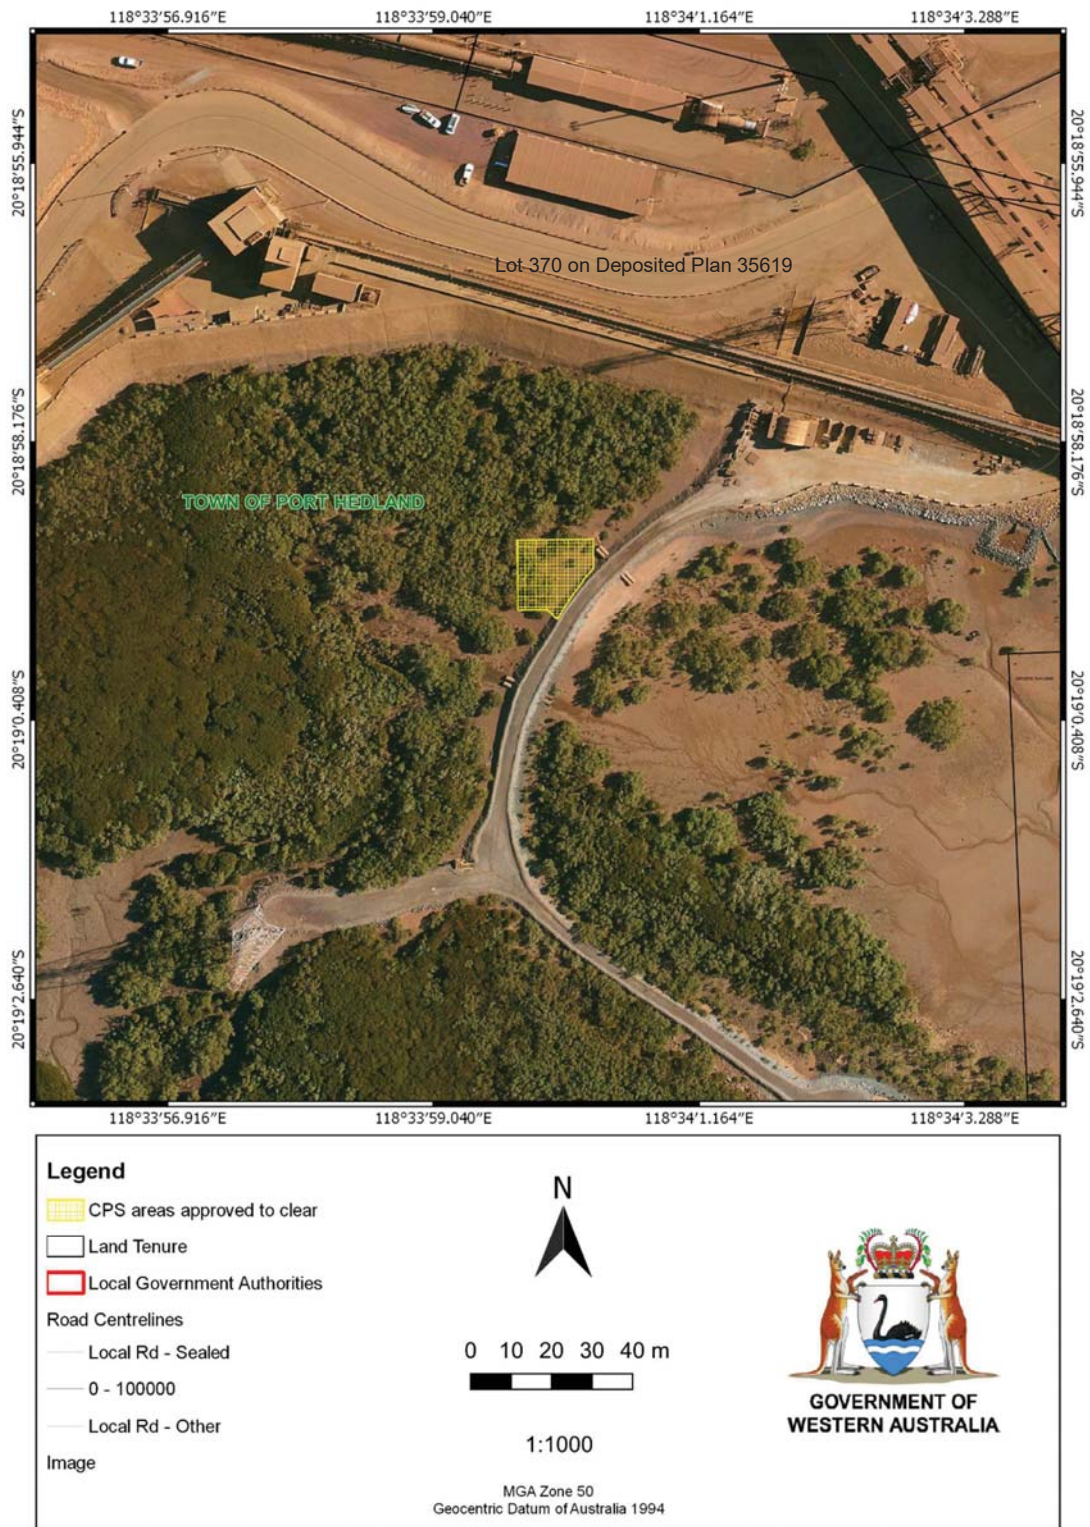 118°33'56.916"E
118°33'59.040"E
118°34'1.164"E
118°34'3.288"E
20°18'55.944"S
20°18'55.944"S
Lot 370 on Deposited Plan 35619
20°18'58.176"S
20°18'58.176"S
TOWN OF PORT HEDLAND
20°19'0.408"S
20°19'0.408"S
20°19'2.640"S
20°19'2.640"S
118°33'56.916"E
118°33'59.040"E
118°34'1.164"E
118°34'3.288"E
Legend
CPS areas approved to clear
Land Tenure
Local Government Authorities
Road Centrelines
Local Rd - Sealed
0 - 100000
Local Rd - Other
Image
N
0 10 20 30 40 m
1:1000
MGA Zone 50
Geocentric Datum of Australia 1994
GOVERNMENT OF
WESTERN AUSTRALIA